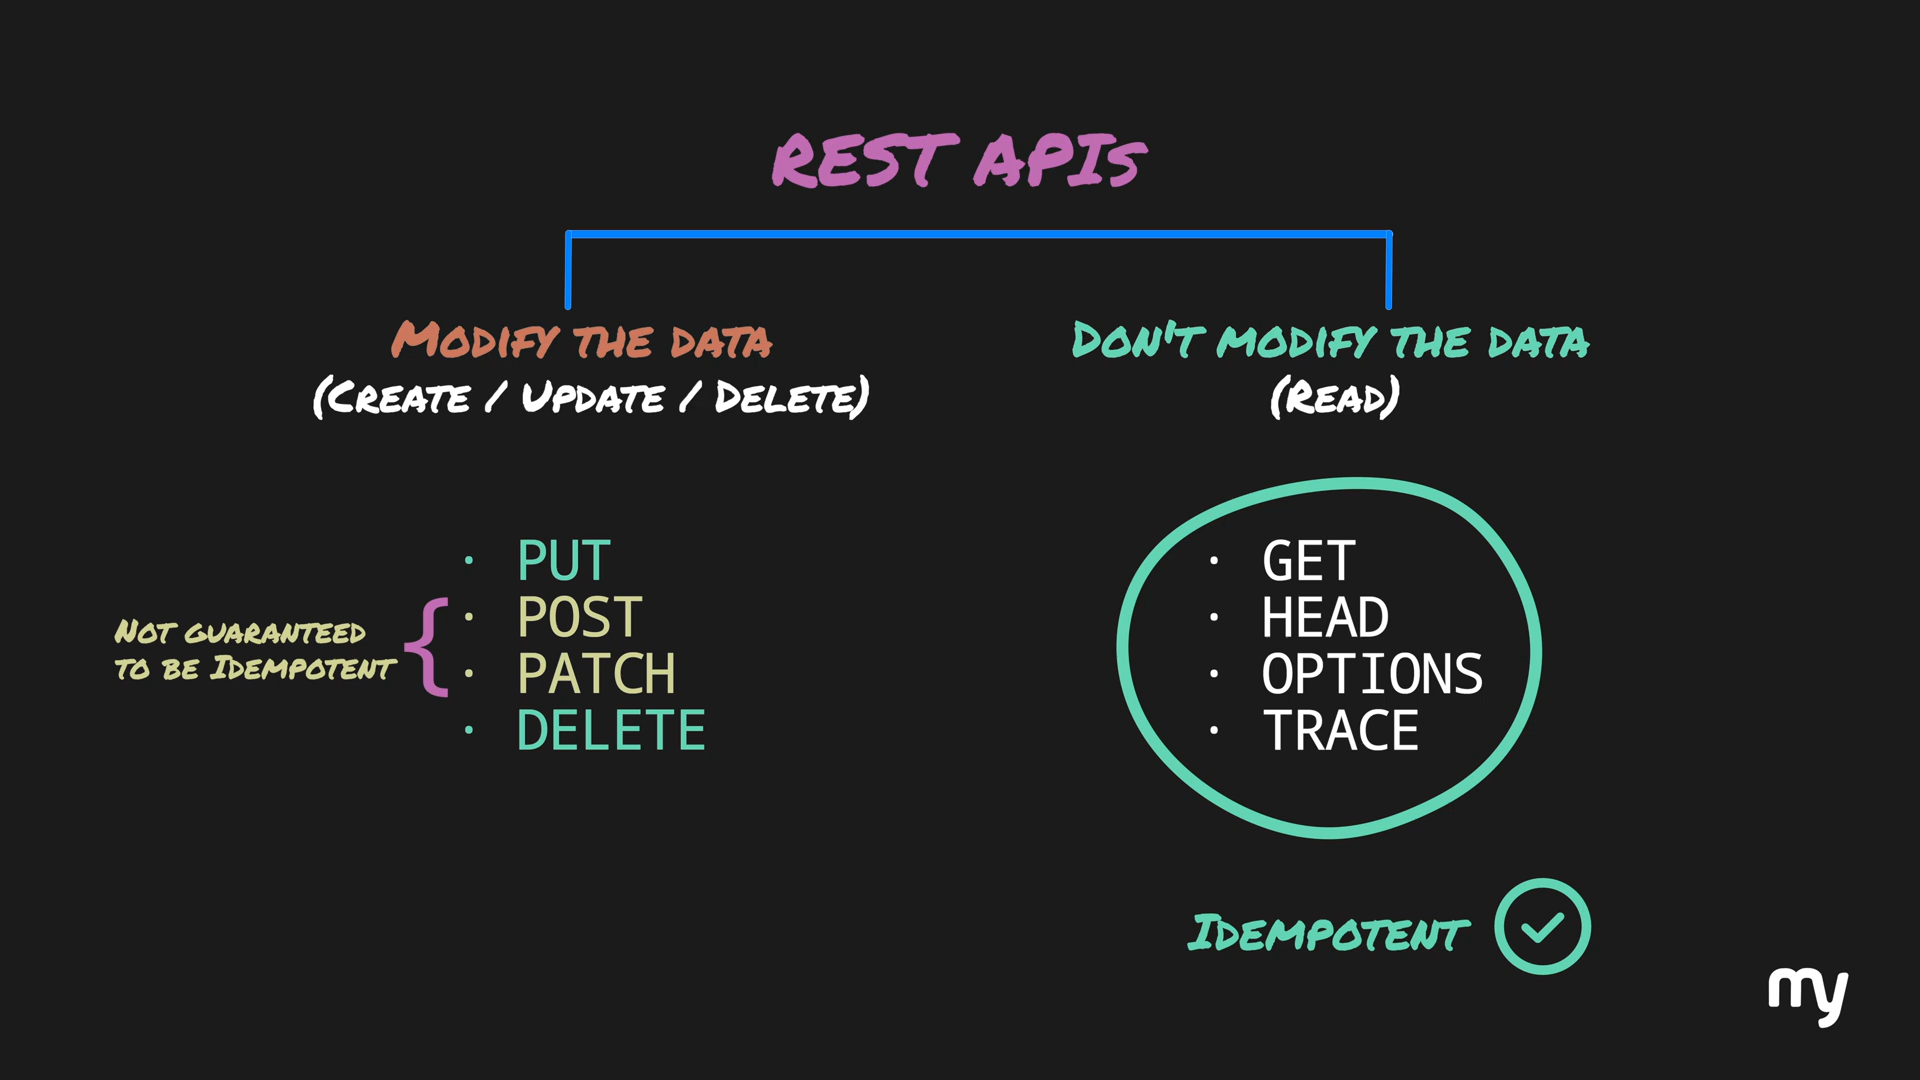 REST APIs
Modify the data
(Create / Update / Delete)
Don't modify the data
(Read)
Not guaranteed
to be Idempotent
{
· PUT
· POST
· PATCH
· DELETE
· GET
· HEAD
· OPTIONS
· TRACE
Idempotent
my